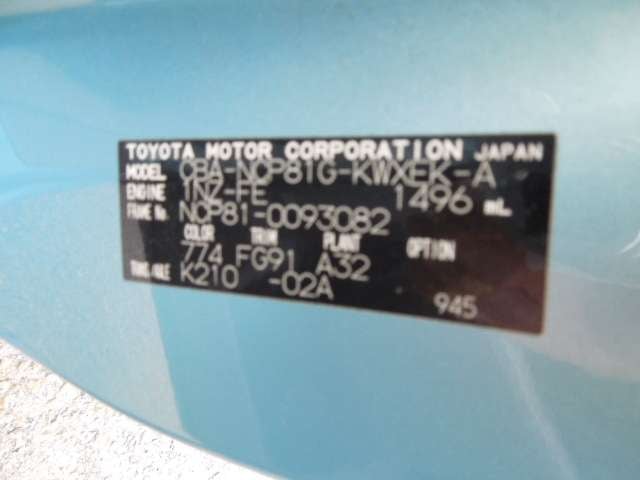 TOYOTA MOTOR CORPORATION JAPAN
MODEL CBA-NCP81G-KWXEK-A
ENGINE 1NZ-FE 1496 mL
FRAME No. NCP81-0093082
COLOR TRIM PLANT OPTION
774 FG91 A32
TRANS/AXLE K210 -02A
945